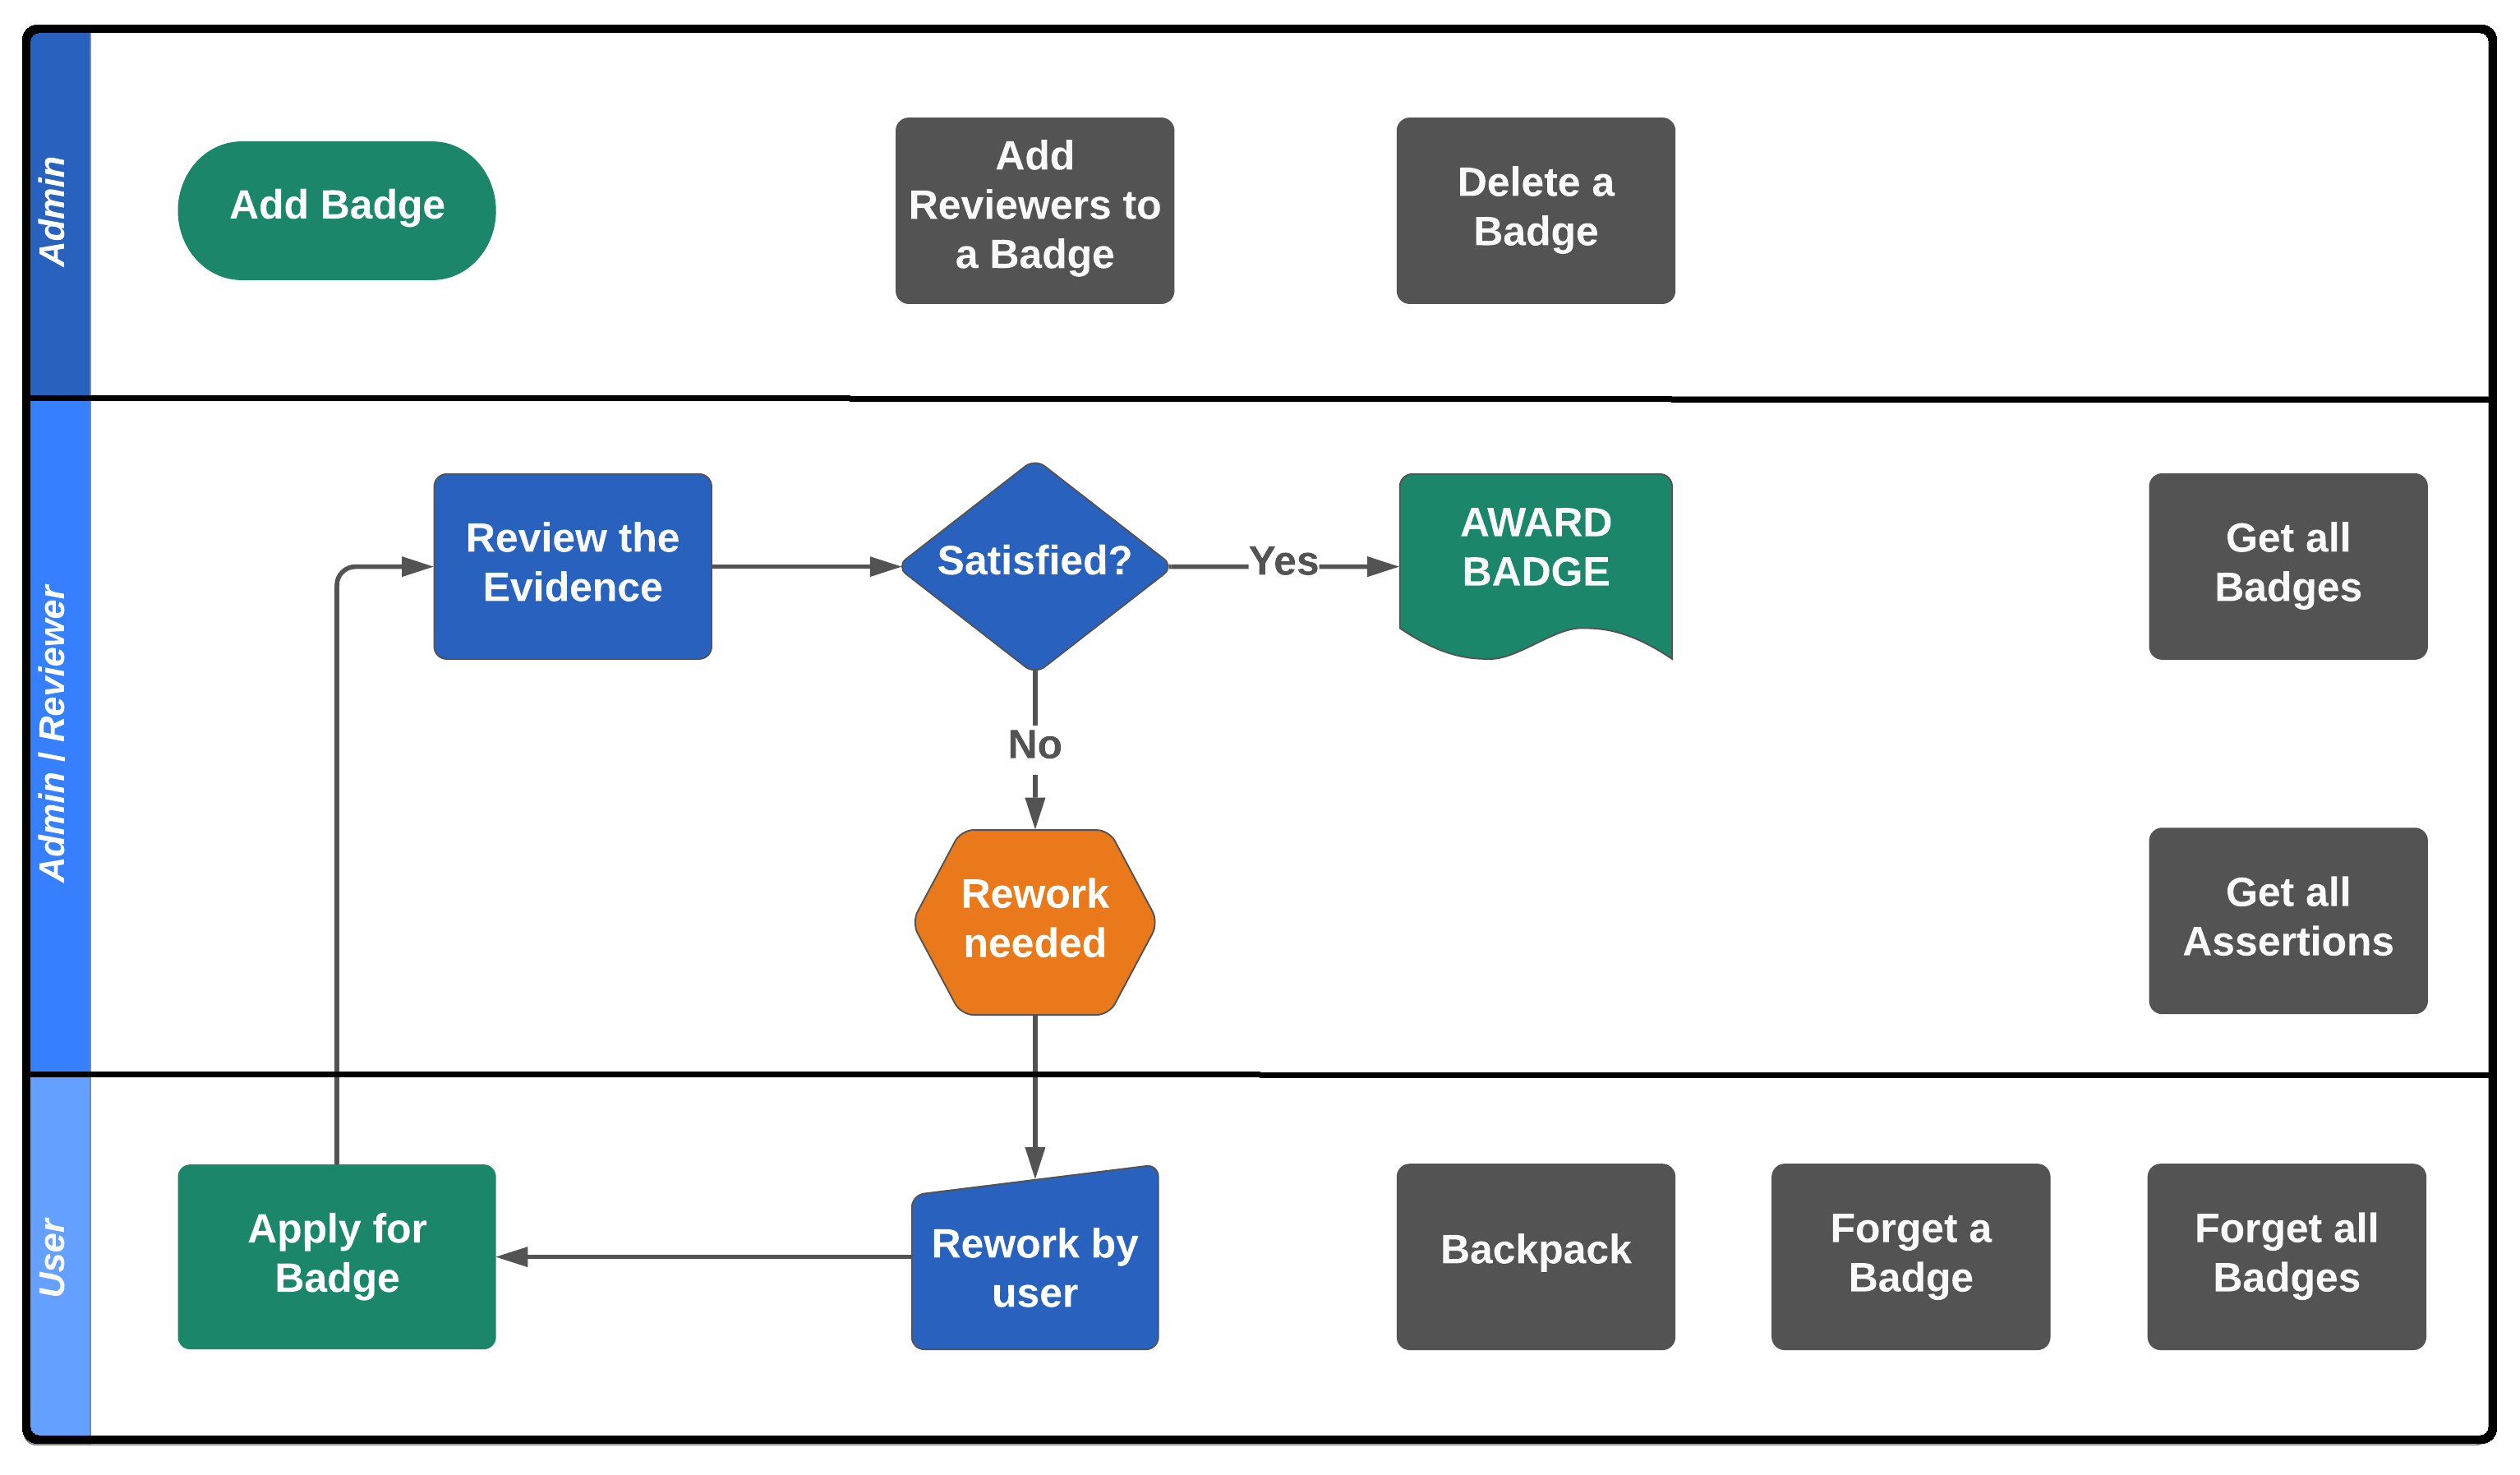 Admin
Add Badge
Add
Reviewers to
a Badge
Delete a
Badge
Admin / Reviewer
Review the
Evidence
Satisfied?
Yes
AWARD
BADGE
Get all
Badges
No
Rework
needed
Get all
Assertions
User
Apply for
Badge
Rework by
user
Backpack
Forget a
Badge
Forget all
Badges